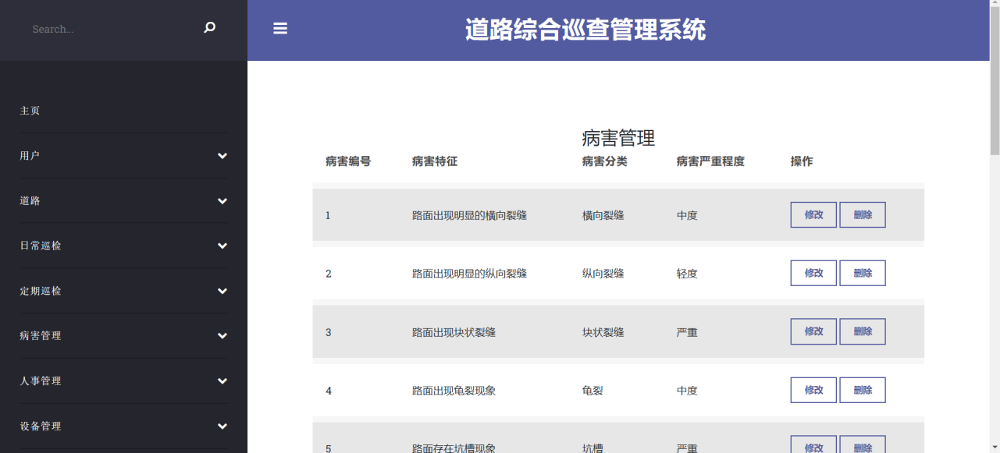 Search...
道路综合巡查管理系统
主页
用户
道路
日常巡检
定期巡检
病害管理
人事管理
设备管理
病害管理
病害编号 病害特征 病害分类 病害严重程度 操作
1 路面出现明显的横向裂缝 横向裂缝 中度 修改 删除
2 路面出现明显的纵向裂缝 纵向裂缝 轻度 修改 删除
3 路面出现块状裂缝 块状裂缝 严重 修改 删除
4 路面出现龟裂现象 龟裂 中度 修改 删除
5 路面存在坑槽现象 坑槽 严重 修改 删除